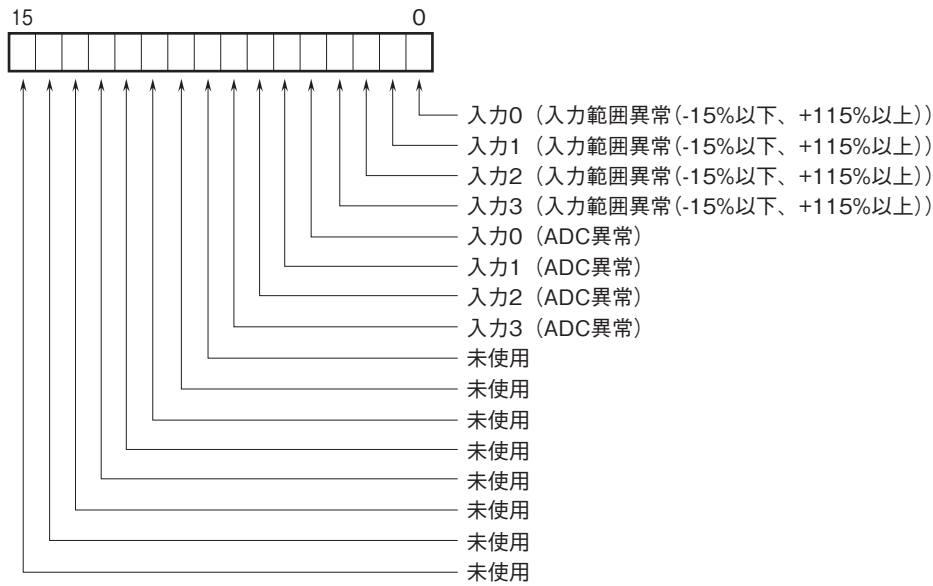 15 0
入力0（入力範囲異常(-15%以下、+115%以上)）
入力1（入力範囲異常(-15%以下、+115%以上)）
入力2（入力範囲異常(-15%以下、+115%以上)）
入力3（入力範囲異常(-15%以下、+115%以上)）
入力0（ADC異常）
入力1（ADC異常）
入力2（ADC異常）
入力3（ADC異常）
未使用
未使用
未使用
未使用
未使用
未使用
未使用
未使用